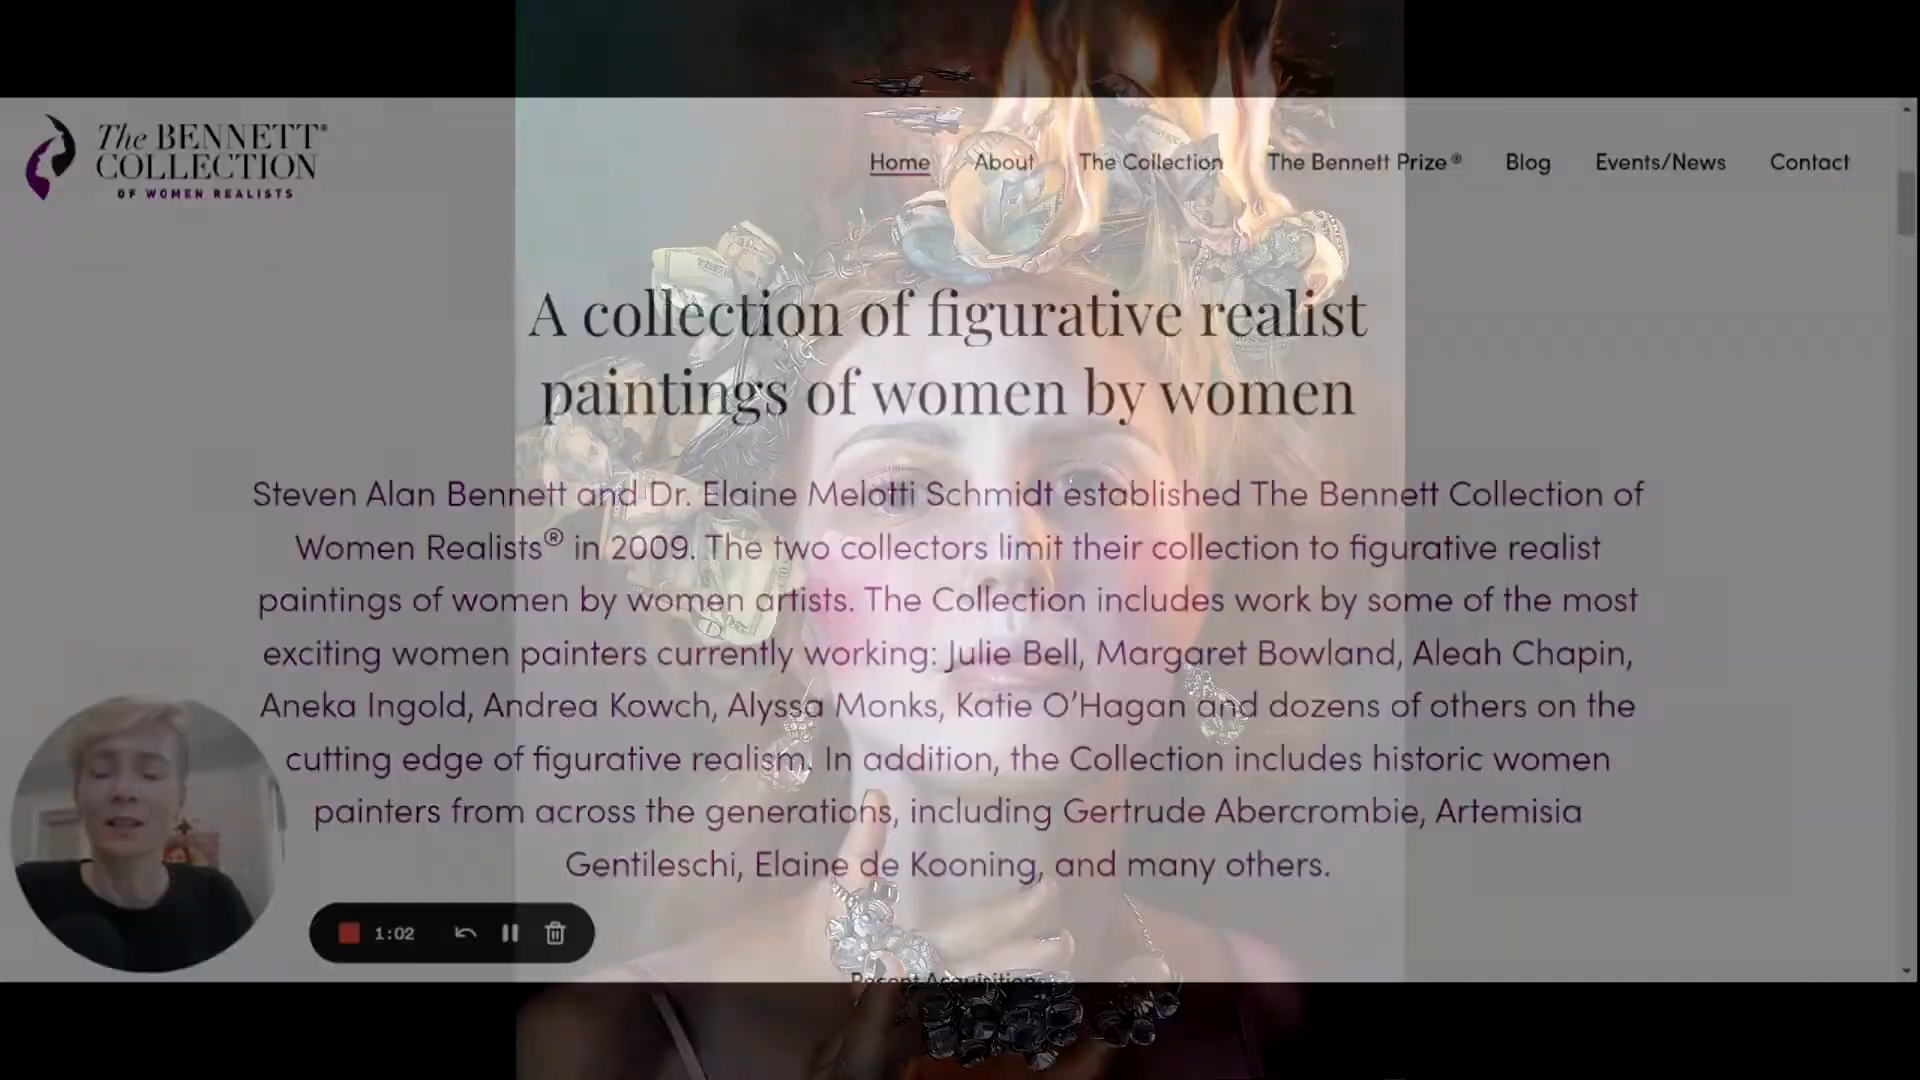 The BENNETT®
COLLECTION
OF WOMEN REALISTS
Home About The Collection The Bennett Prize® Blog Events/News Contact
A collection of figurative realist
paintings of women by women
Steven Alan Bennett and Dr. Elaine Melotti Schmidt established The Bennett Collection of
Women Realists® in 2009. The two collectors limit their collection to figurative realist
paintings of women by women artists. The Collection includes work by some of the most
exciting women painters currently working: Julie Bell, Margaret Bowland, Aleah Chapin,
Aneka Ingold, Andrea Kowch, Alyssa Monks, Katie O’Hagan and dozens of others on the
cutting edge of figurative realism. In addition, the Collection includes historic women
painters from across the generations, including Gertrude Abercrombie, Artemisia
Gentileschi, Elaine de Kooning, and many others.
1:02
Recent Acquisitions